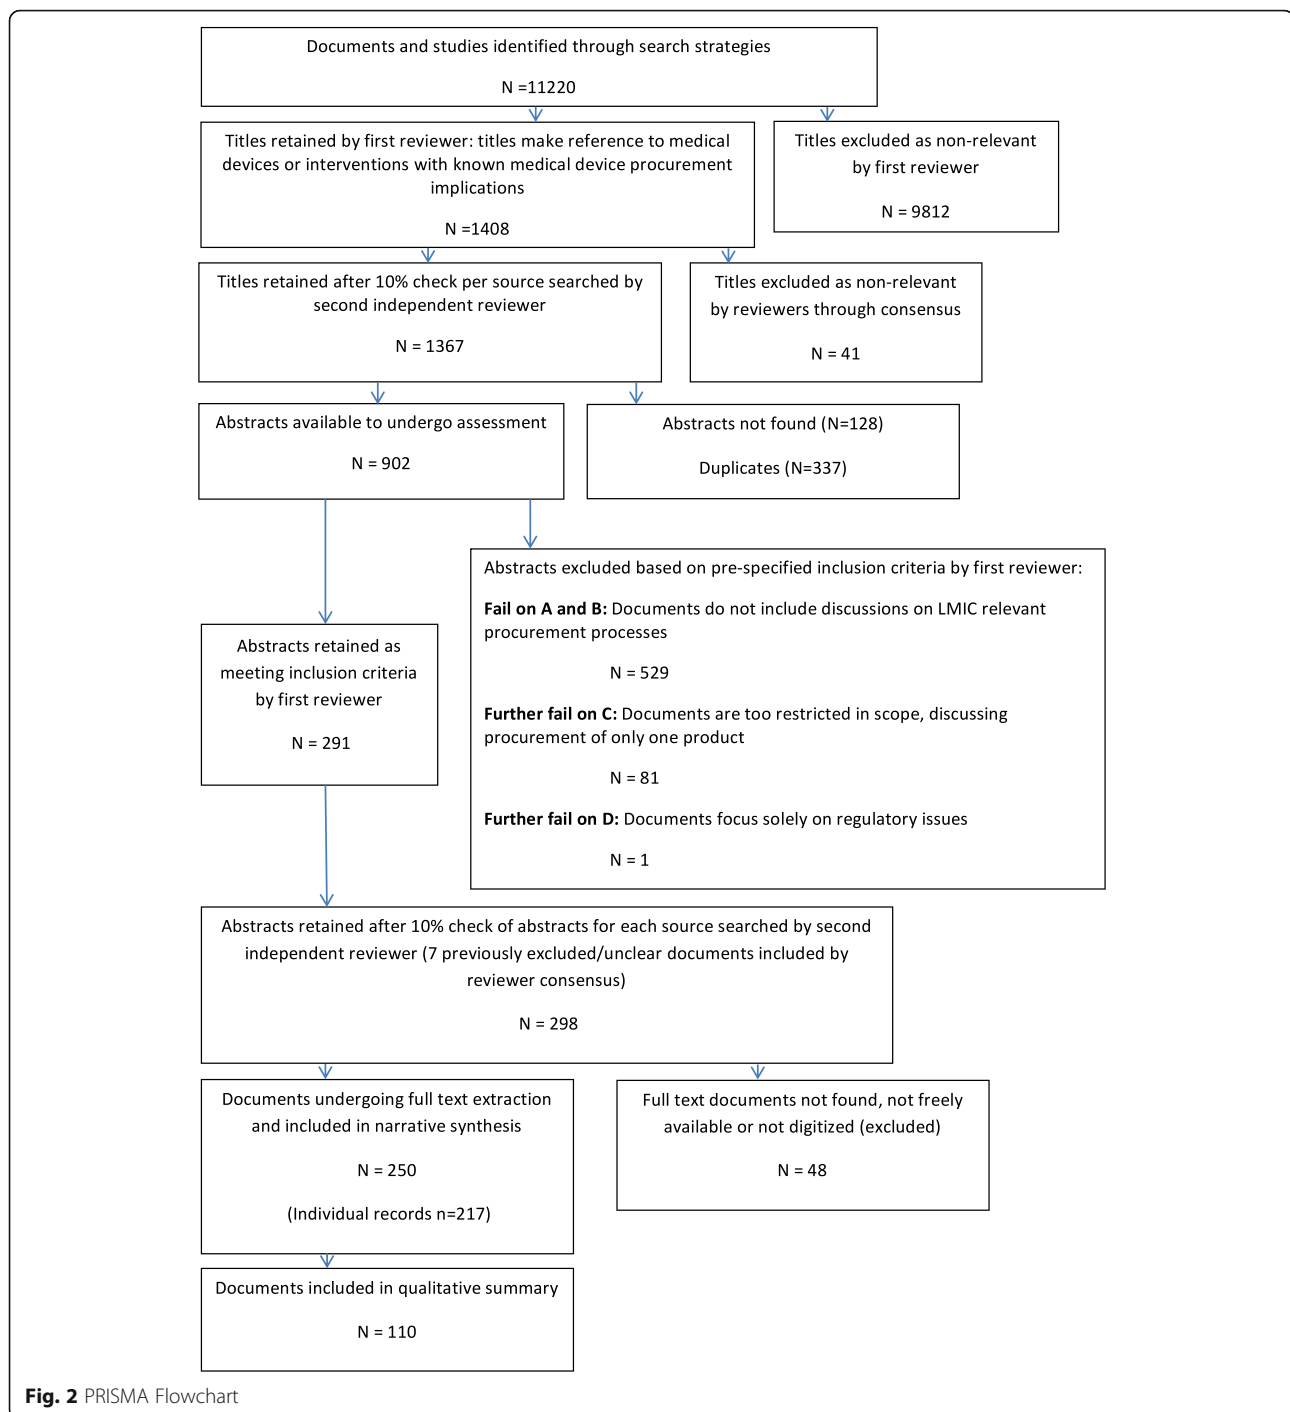 Documents and studies identified through search strategies
N =11220
Titles retained by first reviewer: titles make reference to medical
devices or interventions with known medical device procurement
implications
N =1408
Titles excluded as non-relevant
by first reviewer
N = 9812
Titles retained after 10% check per source searched by
second independent reviewer
N = 1367
Titles excluded as non-relevant
by reviewers through consensus
N = 41
Abstracts available to undergo assessment
N = 902
Abstracts not found (N=128)
Duplicates (N=337)
Abstracts excluded based on pre-specified inclusion criteria by first reviewer:
Fail on A and B: Documents do not include discussions on LMIC relevant
procurement processes
N = 529
Further fail on C: Documents are too restricted in scope, discussing
procurement of only one product
N = 81
Further fail on D: Documents focus solely on regulatory issues
N = 1
Abstracts retained as
meeting inclusion criteria
by first reviewer
N = 291
Abstracts retained after 10% check of abstracts for each source searched by second
independent reviewer (7 previously excluded/unclear documents included by
reviewer consensus)
N = 298
Documents undergoing full text extraction
and included in narrative synthesis
N = 250
(Individual records n=217)
Full text documents not found, not freely
available or not digitized (excluded)
N = 48
Documents included in qualitative summary
N = 110
Fig. 2 PRISMA Flowchart